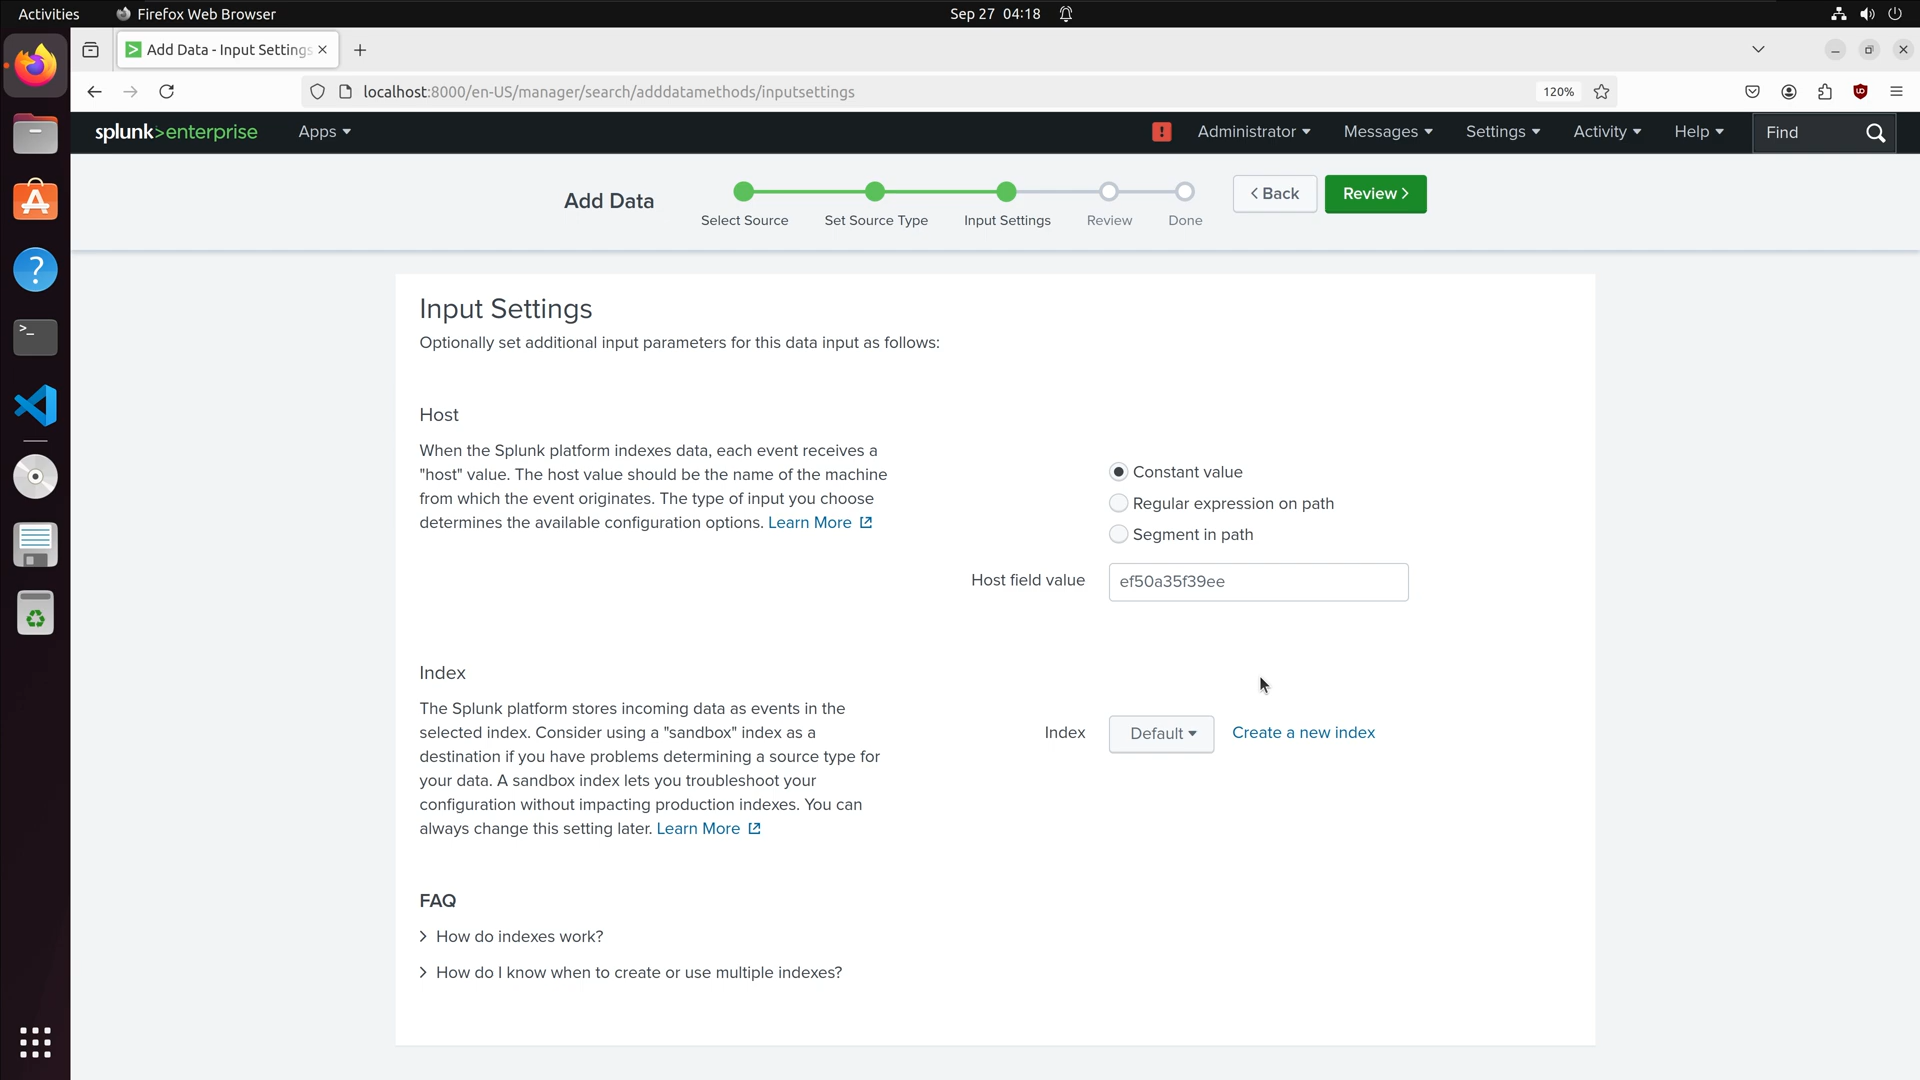 Activities
Firefox Web Browser
Sep 27 04:18
Add Data - Input Settings
localhost:8000/en-US/manager/search/adddatamethods/inputsettings
120%
splunk>enterprise
Apps
Administrator
Messages
Settings
Activity
Help
Find
Add Data
Select Source
Set Source Type
Input Settings
Review
Done
< Back
Review >
Input Settings
Optionally set additional input parameters for this data input as follows:
Host
When the Splunk platform indexes data, each event receives a
"host" value. The host value should be the name of the machine
from which the event originates. The type of input you choose
determines the available configuration options. Learn More
Constant value
Regular expression on path
Segment in path
Host field value
ef50a35f39ee
Index
The Splunk platform stores incoming data as events in the
selected index. Consider using a "sandbox" index as a
destination if you have problems determining a source type for
your data. A sandbox index lets you troubleshoot your
configuration without impacting production indexes. You can
always change this setting later. Learn More
Index
Default
Create a new index
FAQ
> How do indexes work?
> How do I know when to create or use multiple indexes?